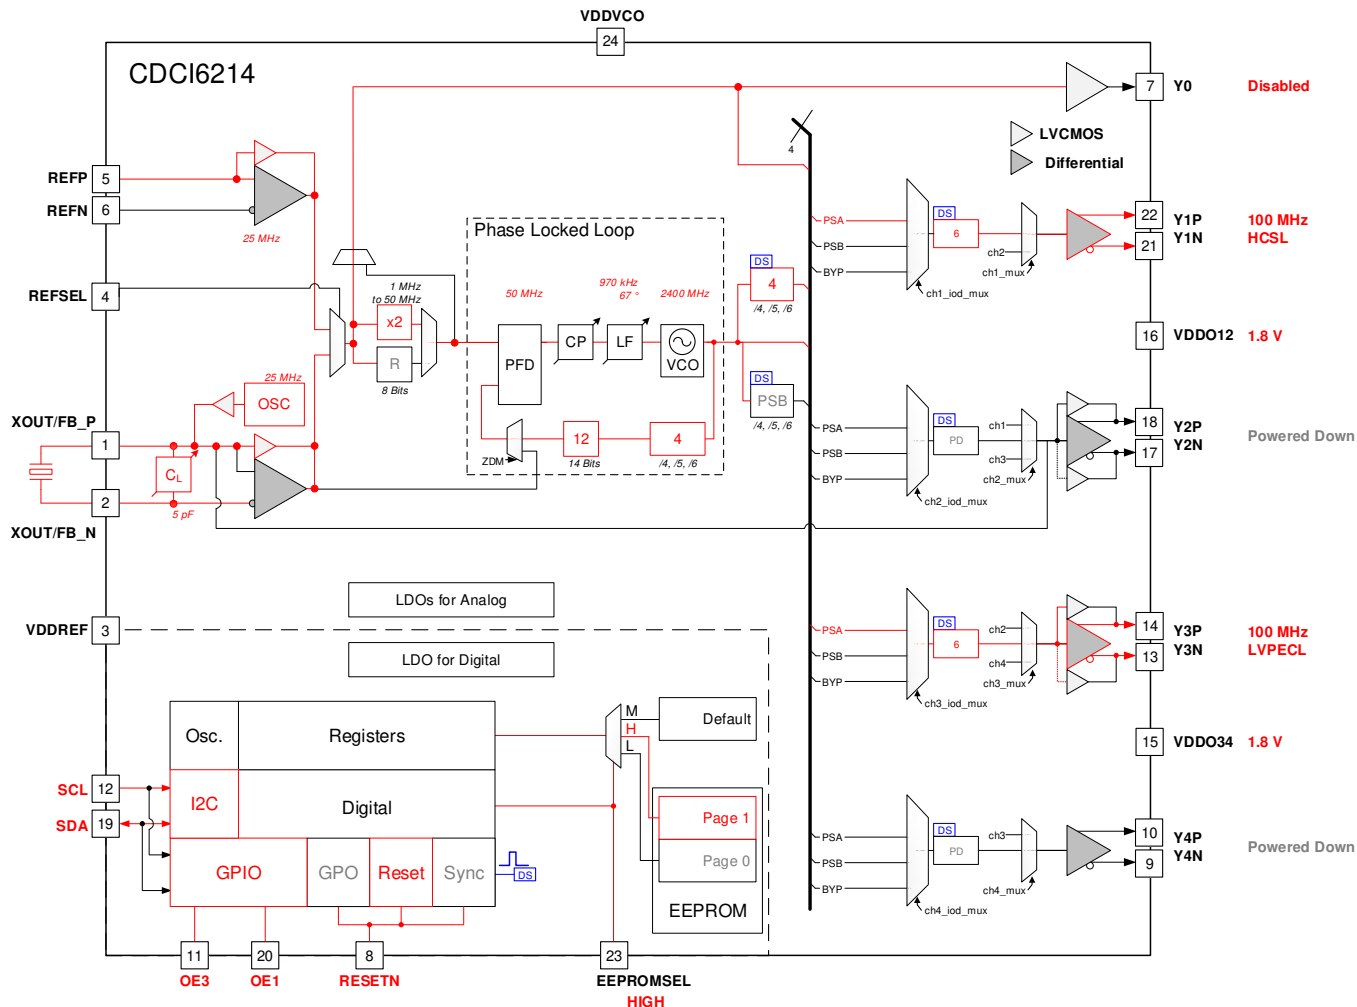 VDDVCO
24
CDCI6214
7 Y0 Disabled
4
LVCMOS
Differential
REFP 5
REFN 6
25 MHz
REFSEL 4
1 MHz
to 50 MHz
x2
R
8 Bits
Phase Locked Loop
50 MHz
970 kHz
67 °
2400 MHz
PFD
CP
LF
VCO
ZDM
12
14 Bits
4
/4, /5, /6
DS
4
/4, /5, /6
DS
PSB
/4, /5, /6
25 MHz
OSC
XOUT/FB_P
1
CL
5 pF
2
XOUT/FB_N
PSA
PSB
BYP
ch1_iod_mux
DS
6
ch2
ch1_mux
22 Y1P
21 Y1N
100 MHz
HCSL
16 VDDO12 1.8 V
PSA
PSB
BYP
ch2_iod_mux
DS
PD
ch1
ch3
ch2_mux
18 Y2P
17 Y2N
Powered Down
PSA
PSB
BYP
ch3_iod_mux
DS
6
ch2
ch4
ch3_mux
14 Y3P
13 Y3N
100 MHz
LVPECL
15 VDDO34 1.8 V
PSA
PSB
BYP
ch4_iod_mux
DS
PD
ch3
ch4_mux
10 Y4P
9 Y4N
Powered Down
LDOs for Analog
VDDREF 3
LDO for Digital
Osc.
Registers
I2C
Digital
GPIO
GPO
Reset
Sync
DS
SCL 12
SDA 19
M
H
L
Default
Page 1
Page 0
EEPROM
11
OE3
20
OE1
8
RESETN
23
EEPROMSEL
HIGH